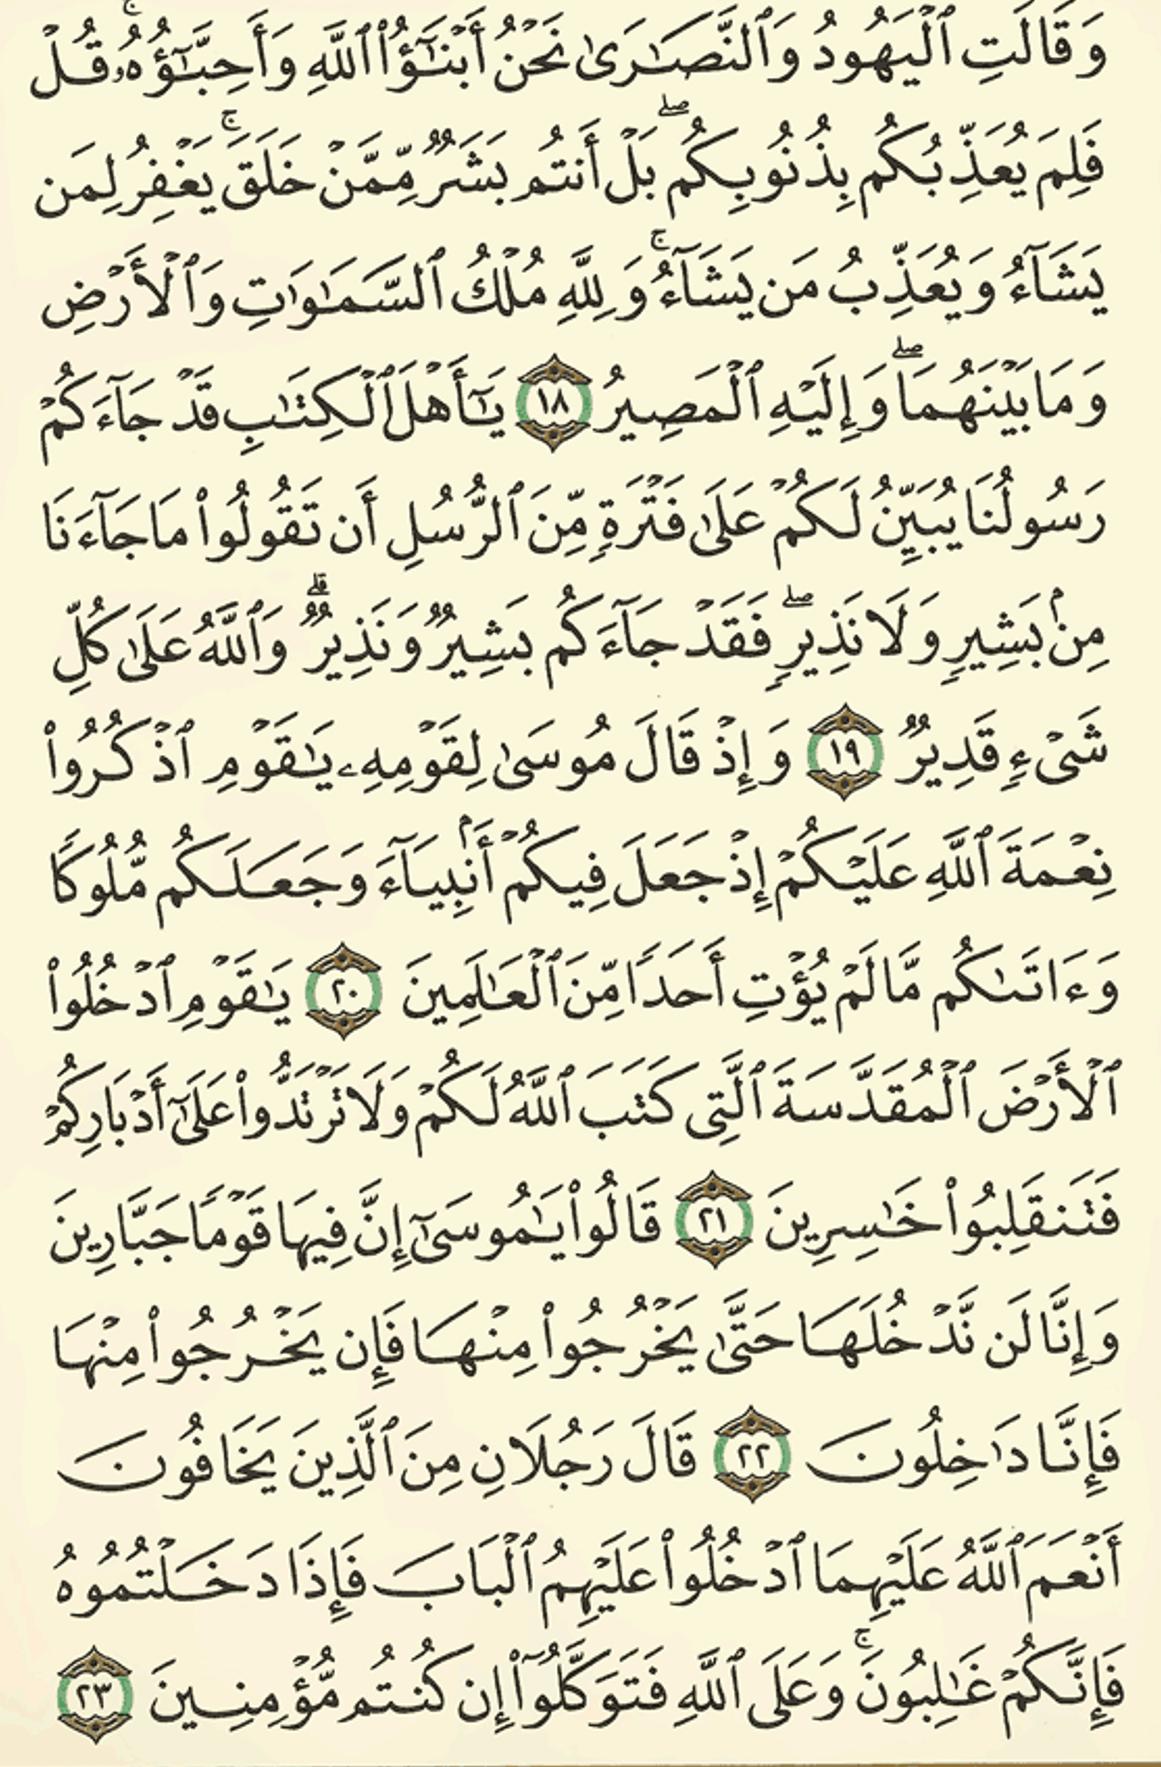 وَقَالَتِ ٱلْيَهُودُ وَٱلنَّصَـٰرَىٰ نَحْنُ أَبْنَـٰٓؤُا۟ ٱللَّهِ وَأَحِبَّـٰٓؤُهُۥ ۚ قُلْ
فَلِمَ يُعَذِّبُكُم بِذُنُوبِكُم ۖ بَلْ أَنتُم بَشَرٌ مِّمَّنْ خَلَقَ ۚ يَغْفِرُ لِمَن
يَشَآءُ وَيُعَذِّبُ مَن يَشَآءُ ۚ وَلِلَّهِ مُلْكُ ٱلسَّمَـٰوَٰتِ وَٱلْأَرْضِ
وَمَا بَيْنَهُمَا ۖ وَإِلَيْهِ ٱلْمَصِيرُ ١٨ يَـٰٓأَهْلَ ٱلْكِتَـٰبِ قَدْ جَآءَكُمْ
رَسُولُنَا يُبَيِّنُ لَكُمْ عَلَىٰ فَتْرَةٍ مِّنَ ٱلرُّسُلِ أَن تَقُولُوا۟ مَا جَآءَنَا
مِنۢ بَشِيرٍ وَلَا نَذِيرٍ ۖ فَقَدْ جَآءَكُم بَشِيرٌ وَنَذِيرٌ ۗ وَٱللَّهُ عَلَىٰ كُلِّ
شَىْءٍ قَدِيرٌ ١٩ وَإِذْ قَالَ مُوسَىٰ لِقَوْمِهِۦ يَـٰقَوْمِ ٱذْكُرُوا۟
نِعْمَةَ ٱللَّهِ عَلَيْكُمْ إِذْ جَعَلَ فِيكُمْ أَنۢبِيَآءَ وَجَعَلَكُم مُّلُوكًا
وَءَاتَىٰكُم مَّا لَمْ يُؤْتِ أَحَدًا مِّنَ ٱلْعَـٰلَمِينَ ٢٠ يَـٰقَوْمِ ٱدْخُلُوا۟
ٱلْأَرْضَ ٱلْمُقَدَّسَةَ ٱلَّتِى كَتَبَ ٱللَّهُ لَكُمْ وَلَا تَرْتَدُّوا۟ عَلَىٰٓ أَدْبَارِكُمْ
فَتَنقَلِبُوا۟ خَـٰسِرِينَ ٢١ قَالُوا۟ يَـٰمُوسَىٰٓ إِنَّ فِيهَا قَوْمًا جَبَّارِينَ
وَإِنَّا لَن نَّدْخُلَهَا حَتَّىٰ يَخْرُجُوا۟ مِنْهَا فَإِن يَخْرُجُوا۟ مِنْهَا
فَإِنَّا دَٰخِلُونَ ٢٢ قَالَ رَجُلَانِ مِنَ ٱلَّذِينَ يَخَافُونَ
أَنْعَمَ ٱللَّهُ عَلَيْهِمَا ٱدْخُلُوا۟ عَلَيْهِمُ ٱلْبَابَ فَإِذَا دَخَلْتُمُوهُ
فَإِنَّكُمْ غَـٰلِبُونَ ۚ وَعَلَى ٱللَّهِ فَتَوَكَّلُوٓا۟ إِن كُنتُم مُّؤْمِنِينَ ٢٣